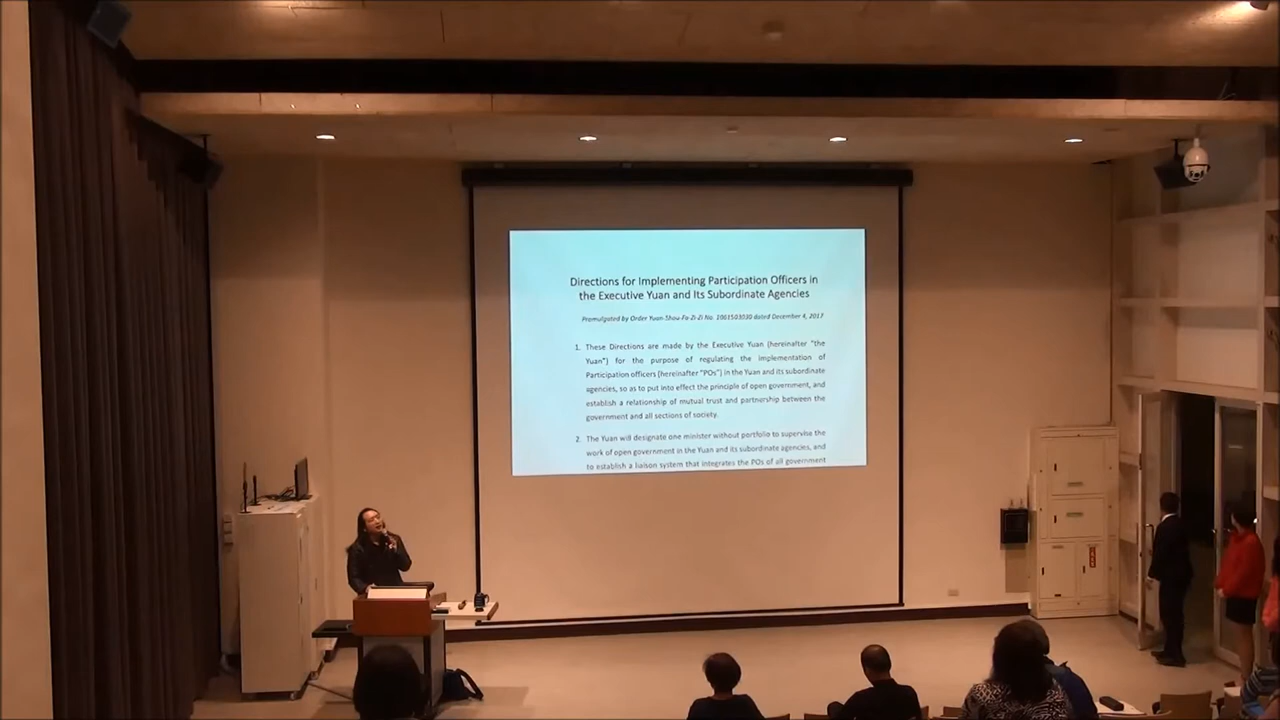 Directions for Implementing Participation Officers in
the Executive Yuan and Its Subordinate Agencies
Promulgated by Order Yuan-Shou-Fa-Zi-Zi No. 1061503030 dated December 4, 2017
1. These Directions are made by the Executive Yuan (hereinafter "the
Yuan") for the purpose of regulating the implementation of
Participation officers (hereinafter "POs") in the Yuan and its subordinate
agencies, so as to put into effect the principle of open government, and
establish a relationship of mutual trust and partnership between the
government and all sections of society.
2. The Yuan will designate one minister without portfolio to supervise the
work of open government in the Yuan and its subordinate agencies, and
to establish a liaison system that integrates the POs of all government